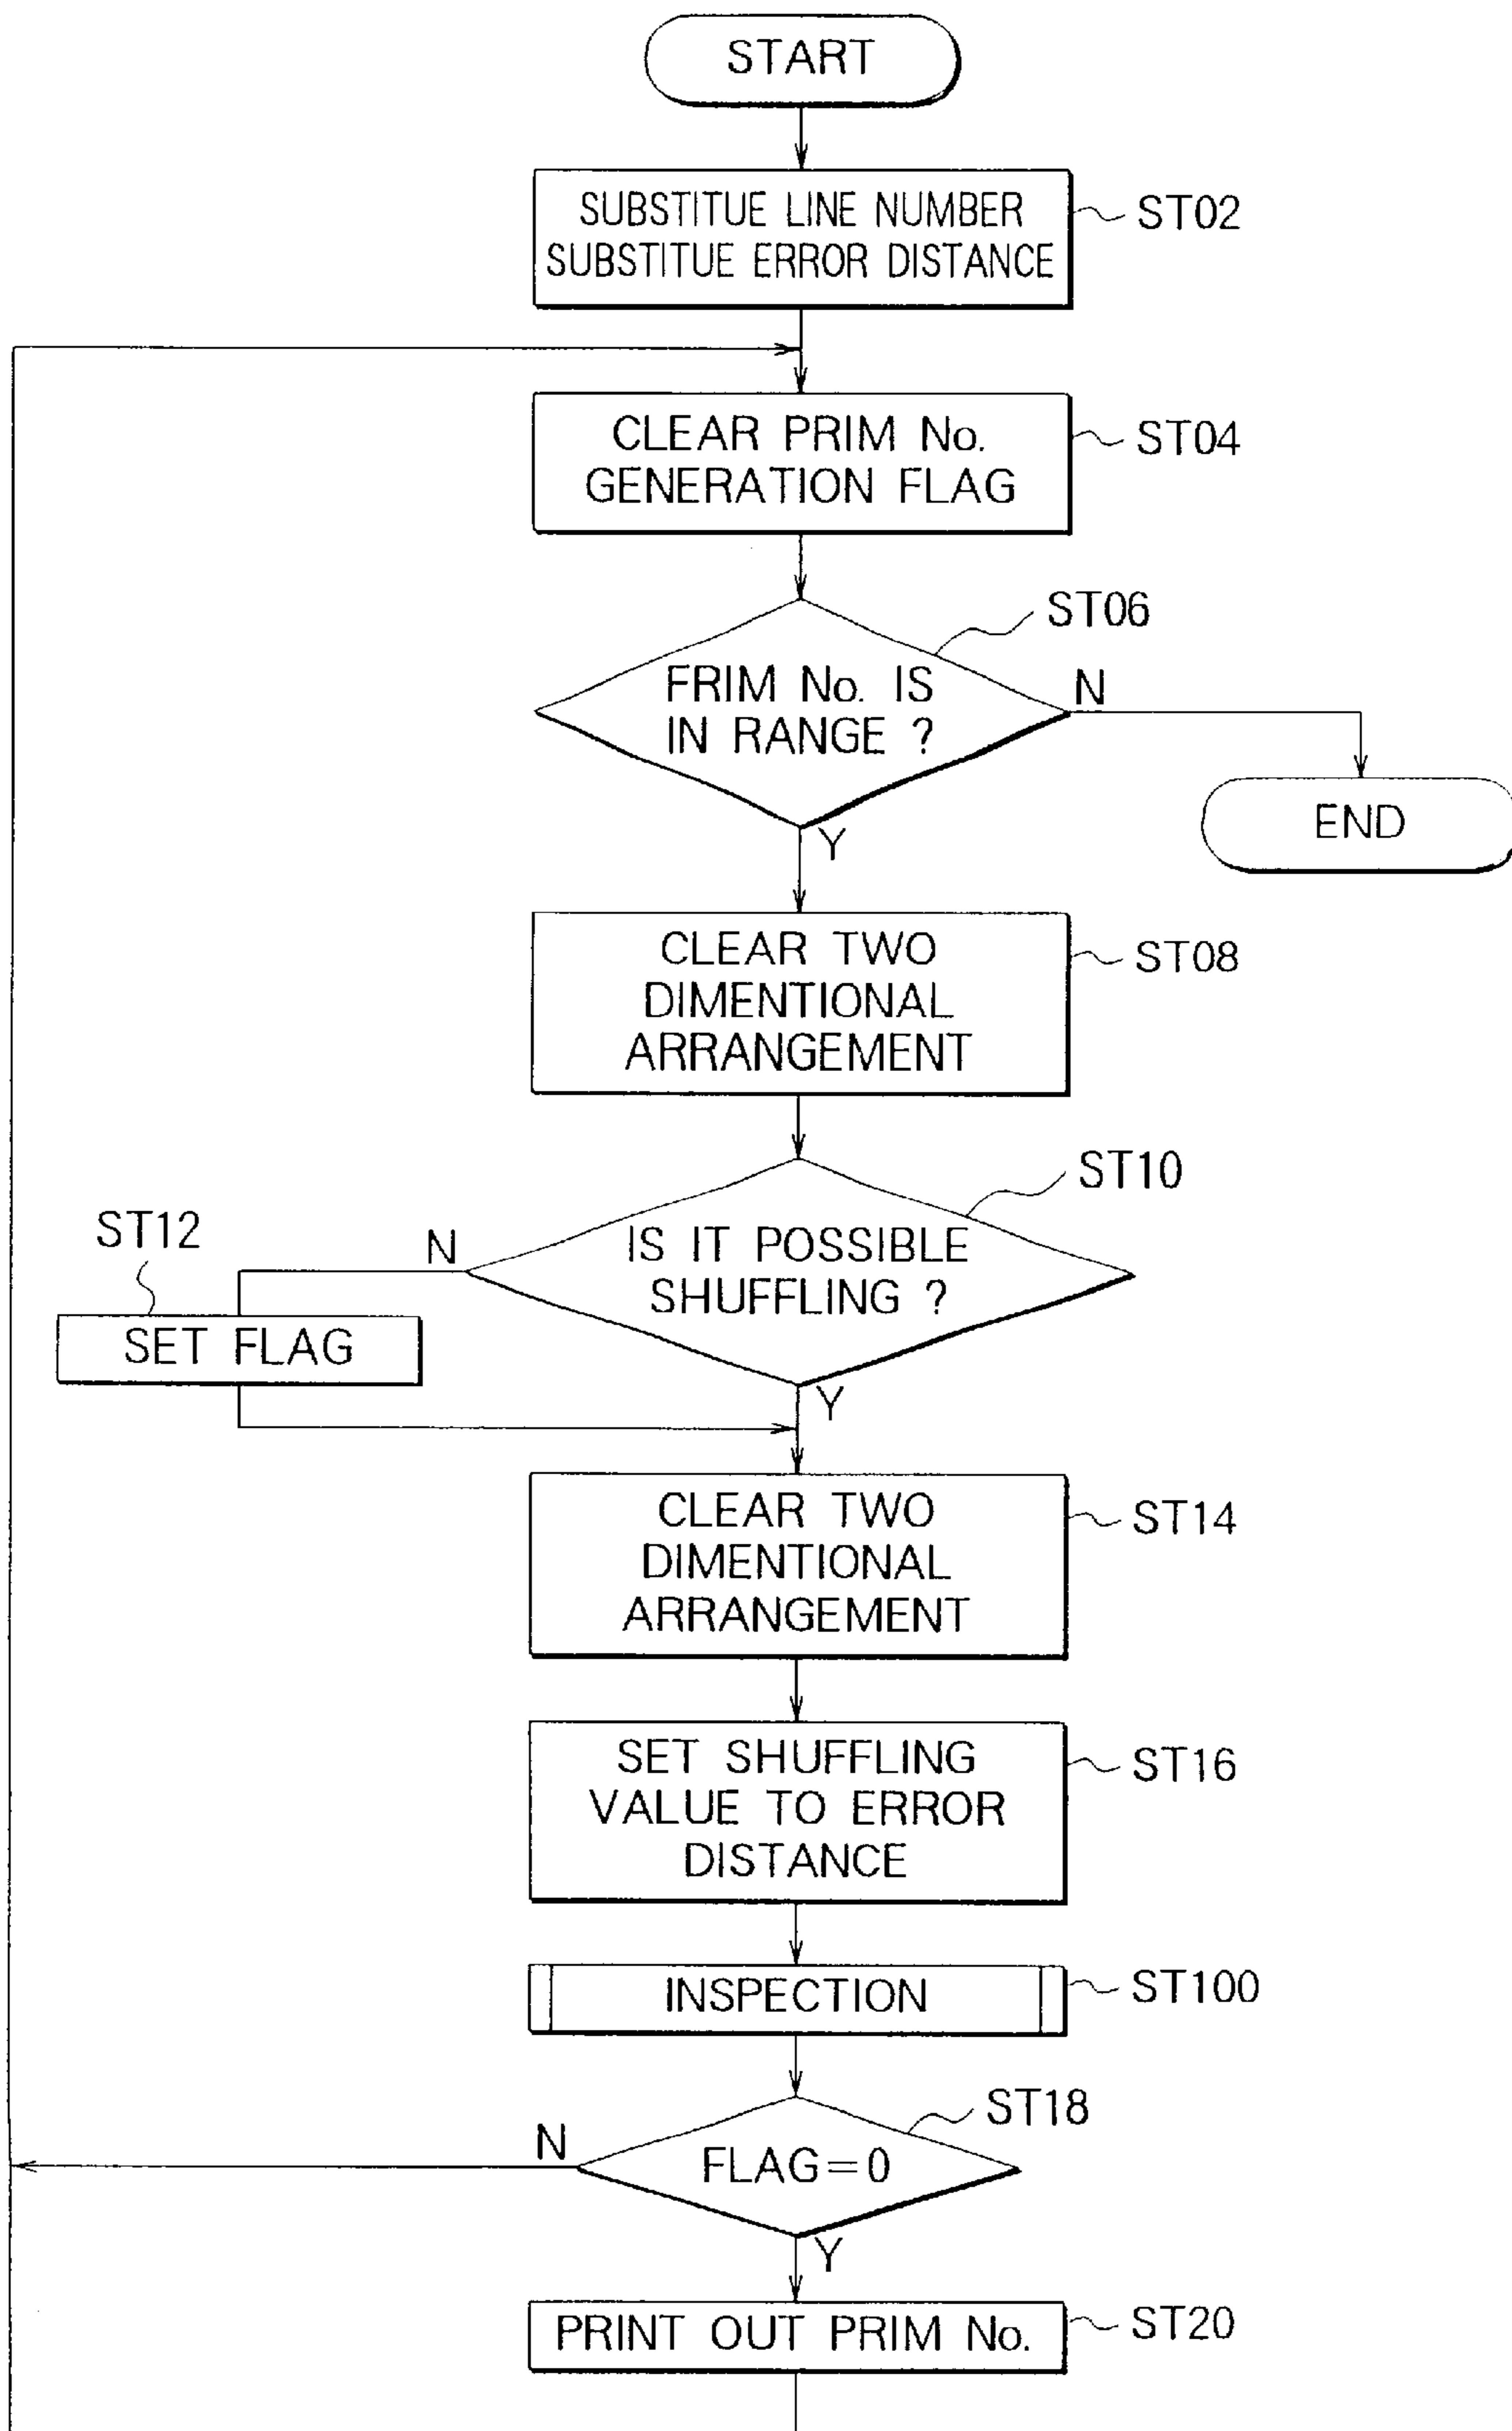 START
SUBSTITUE LINE NUMBER
SUBSTITUE ERROR DISTANCE
ST02
CLEAR PRIM No.
GENERATION FLAG
ST04
ST06
FRIM No. IS
IN RANGE ?
N
Y
END
CLEAR TWO
DIMENTIONAL
ARRANGEMENT
ST08
ST10
IS IT POSSIBLE
SHUFFLING ?
N
Y
ST12
SET FLAG
CLEAR TWO
DIMENTIONAL
ARRANGEMENT
ST14
SET SHUFFLING
VALUE TO ERROR
DISTANCE
ST16
INSPECTION
ST100
ST18
FLAG=0
N
Y
PRINT OUT PRIM No.
ST20